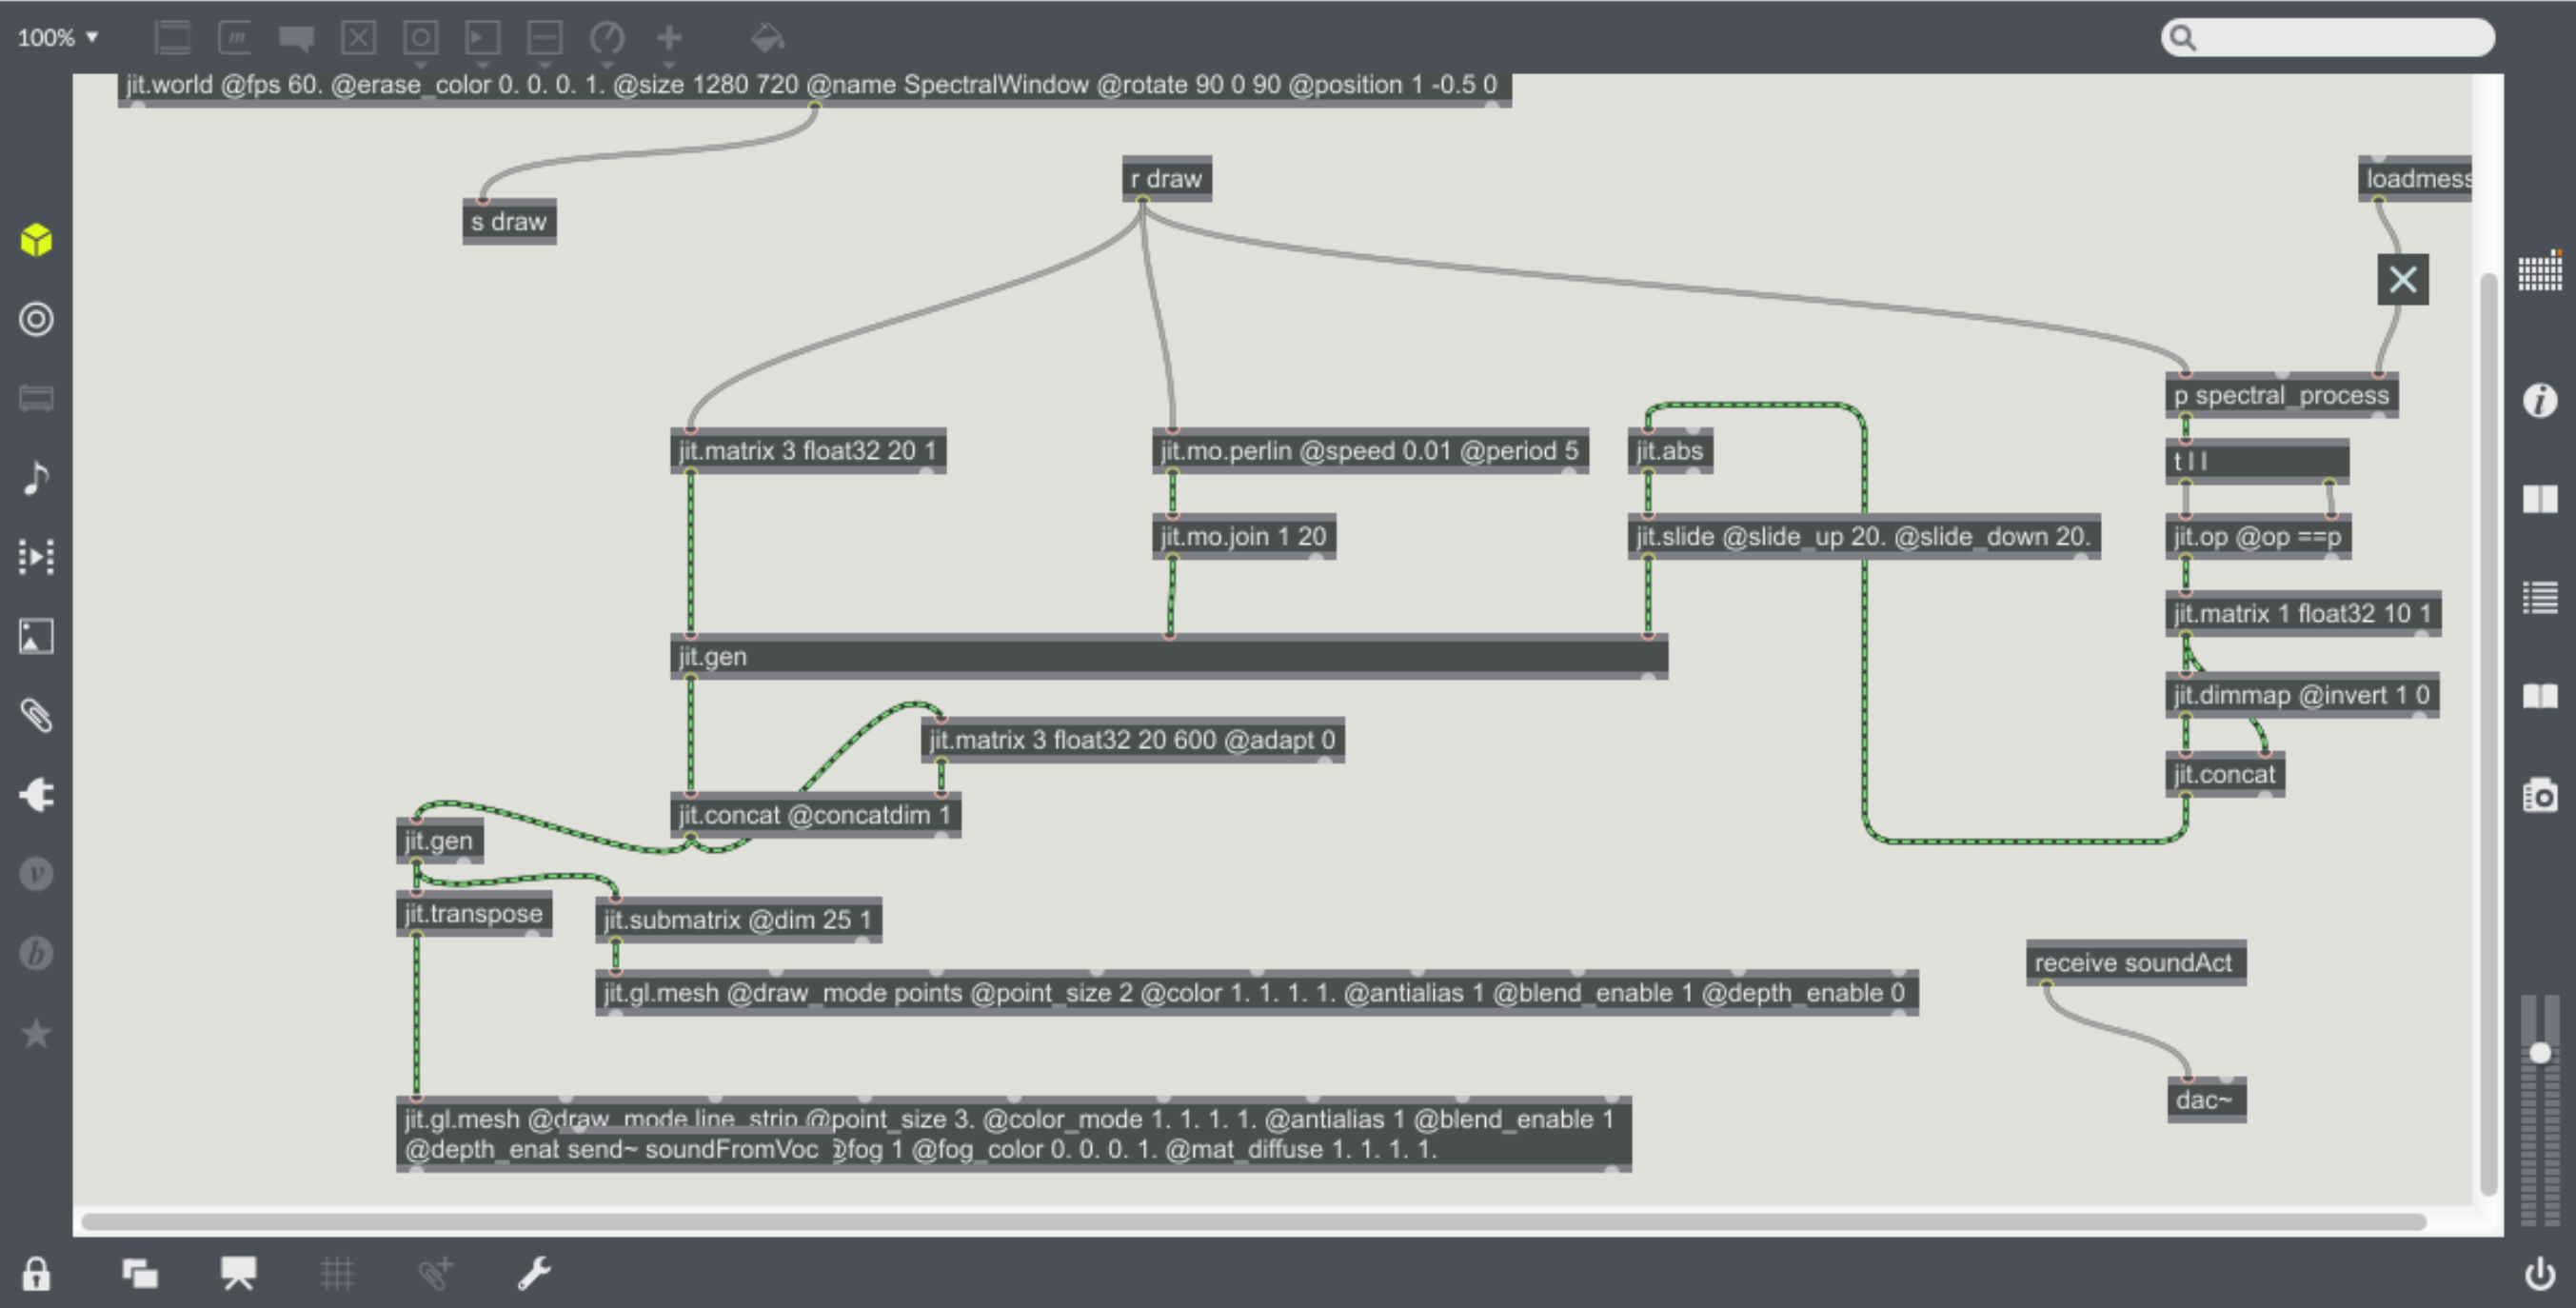 100%
jit.world @fps 60. @erase_color 0. 0. 0. 1. @size 1280 720 @name SpectralWindow @rotate 90 0 90 @position 1 -0.5 0
r draw
loadmess
s draw
p spectral_process
jit.matrix 3 float32 20 1
jit.mo.perlin @speed 0.01 @period 5
jit.abs
t l l
jit.mo.join 1 20
jit.slide @slide_up 20. @slide_down 20.
jit.op @op ==p
jit.matrix 1 float32 10 1
jit.gen
jit.dimmap @invert 1 0
jit.matrix 3 float32 20 600 @adapt 0
jit.concat
jit.concat @concatdim 1
jit.gen
jit.transpose
jit.submatrix @dim 25 1
receive soundAct
jit.gl.mesh @draw_mode points @point_size 2 @color 1. 1. 1. 1. @antialias 1 @blend_enable 1 @depth_enable 0
dac~
jit.gl.mesh @draw_mode line_strip @point_size 3. @color_mode 1. 1. 1. 1. @antialias 1 @blend_enable 1
@depth_enat send~ soundFromVoc @fog 1 @fog_color 0. 0. 0. 1. @mat_diffuse 1. 1. 1. 1.